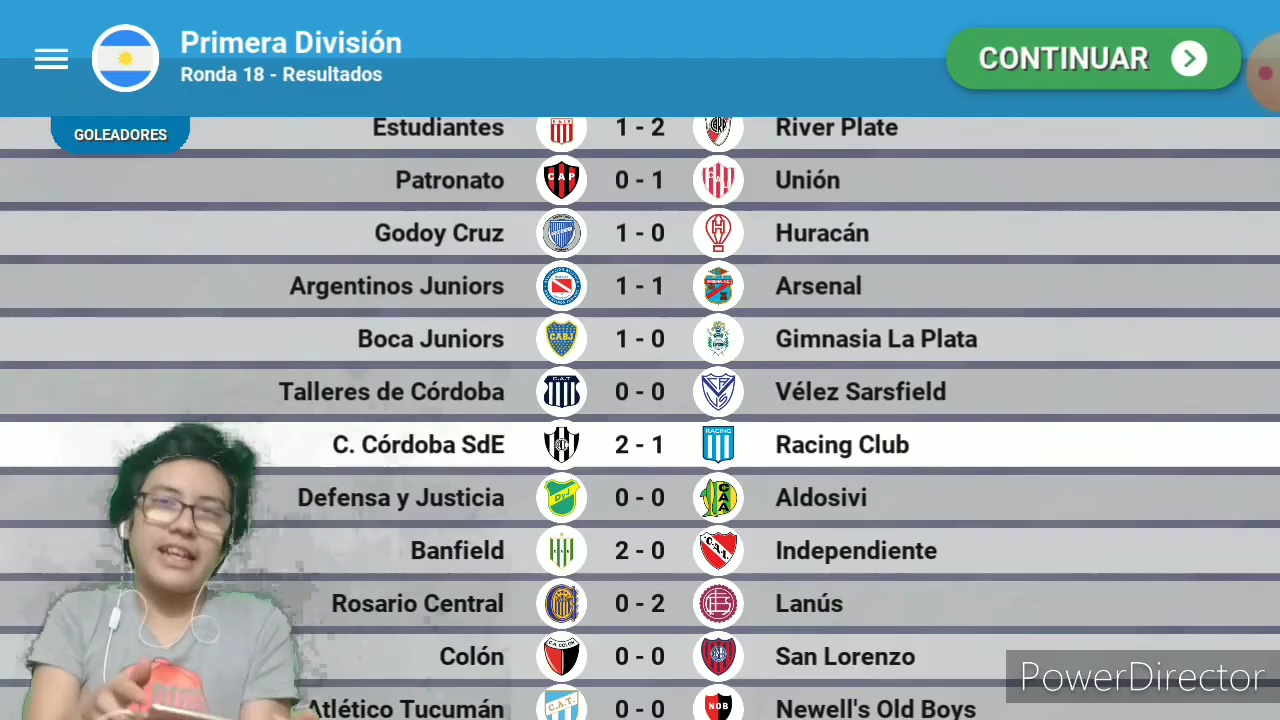 Primera División
Ronda 18 - Resultados
CONTINUAR
GOLEADORES
Estudiantes 1 - 2 River Plate
Patronato 0 - 1 Unión
Godoy Cruz 1 - 0 Huracán
Argentinos Juniors 1 - 1 Arsenal
Boca Juniors 1 - 0 Gimnasia La Plata
Talleres de Córdoba 0 - 0 Vélez Sarsfield
C. Córdoba SdE 2 - 1 Racing Club
Defensa y Justicia 0 - 0 Aldosivi
Banfield 2 - 0 Independiente
Rosario Central 0 - 2 Lanús
Colón 0 - 0 San Lorenzo
Atlético Tucumán 0 - 0 Newell's Old Boys
PowerDirector